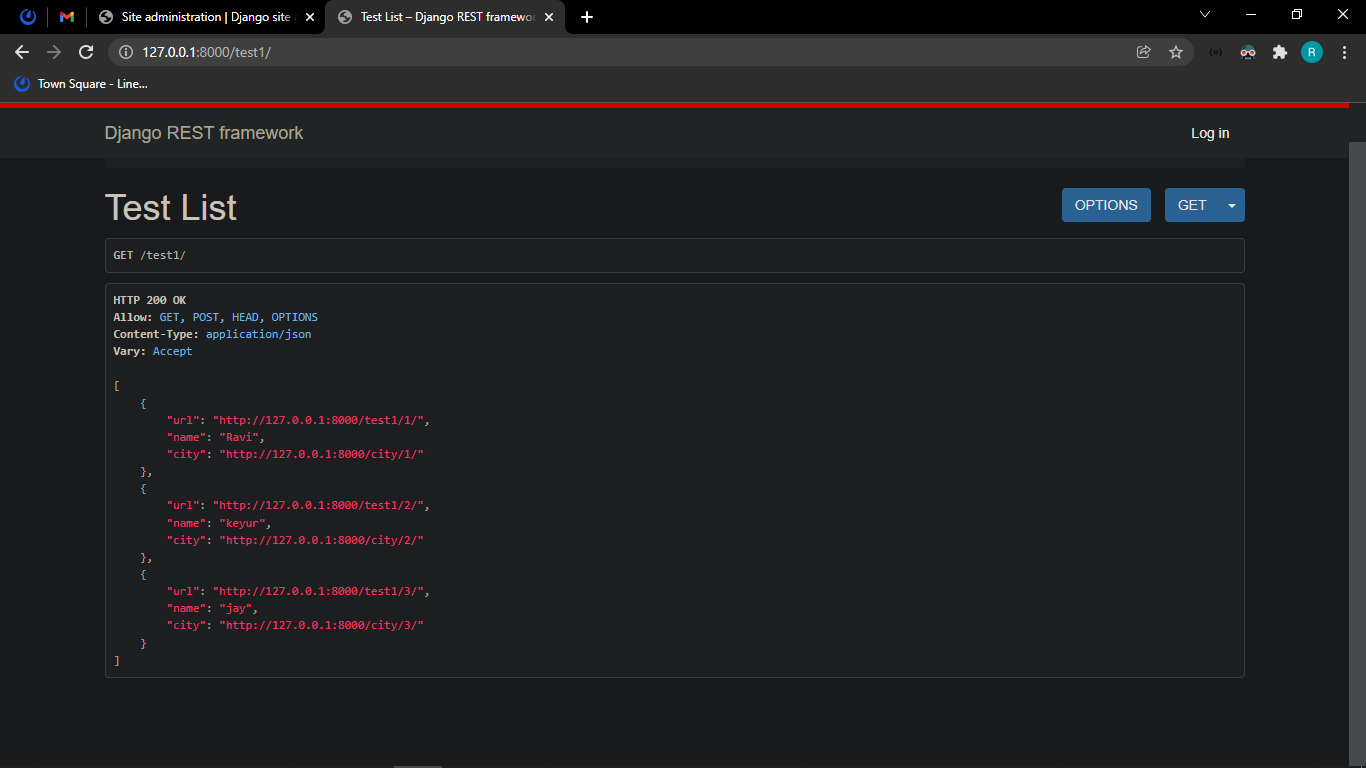 Site administration | Django site a
Test List – Django REST framewor
127.0.0.1:8000/test1/
R
Town Square - Line...
Django REST framework
Log in
Test List
OPTIONS
GET
GET /test1/
HTTP 200 OK
Allow: GET, POST, HEAD, OPTIONS
Content-Type: application/json
Vary: Accept
[
    {
        "url": "http://127.0.0.1:8000/test1/1/",
        "name": "Ravi",
        "city": "http://127.0.0.1:8000/city/1/"
    },
    {
        "url": "http://127.0.0.1:8000/test1/2/",
        "name": "keyur",
        "city": "http://127.0.0.1:8000/city/2/"
    },
    {
        "url": "http://127.0.0.1:8000/test1/3/",
        "name": "jay",
        "city": "http://127.0.0.1:8000/city/3/"
    }
]